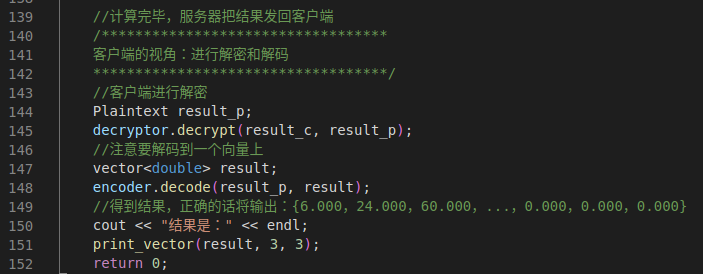 139 //计算完毕，服务器把结果发回客户端
140 /**********************************
141 客户端的视角：进行解密和解码
142 ***********************************/
143 //客户端进行解密
144 Plaintext result_p;
145 decryptor.decrypt(result_c, result_p);
146 //注意要解码到一个向量上
147 vector<double> result;
148 encoder.decode(result_p, result);
149 //得到结果，正确的话将输出：{6.000，24.000，60.000，...，0.000，0.000，0.000}
150 cout << "结果是：" << endl;
151 print_vector(result, 3, 3);
152 return 0;